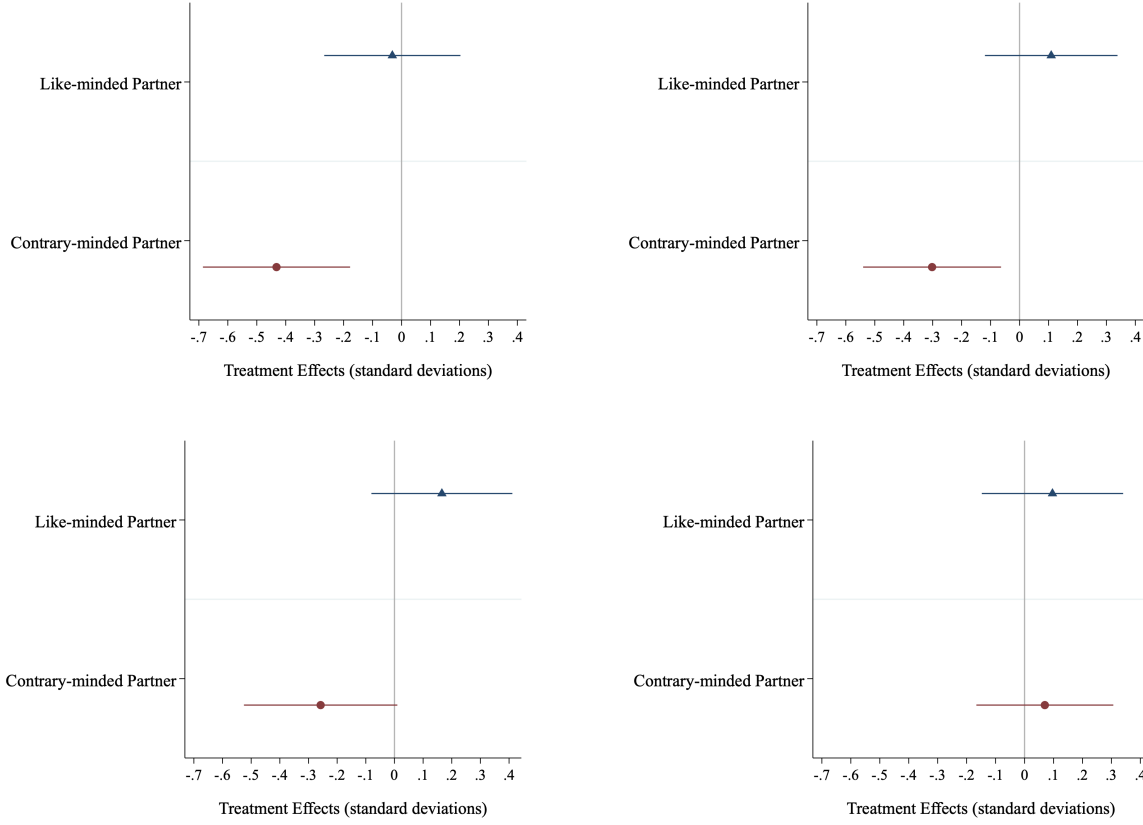 Like-minded Partner
Contrary-minded Partner
-.7 -.6 -.5 -.4 -.3 -.2 -.1 0 .1 .2 .3 .4
Treatment Effects (standard deviations)
Like-minded Partner
Contrary-minded Partner
-.7 -.6 -.5 -.4 -.3 -.2 -.1 0 .1 .2 .3 .4
Treatment Effects (standard deviations)
Like-minded Partner
Contrary-minded Partner
-.7 -.6 -.5 -.4 -.3 -.2 -.1 0 .1 .2 .3 .4
Treatment Effects (standard deviations)
Like-minded Partner
Contrary-minded Partner
-.7 -.6 -.5 -.4 -.3 -.2 -.1 0 .1 .2 .3 .4
Treatment Effects (standard deviations)